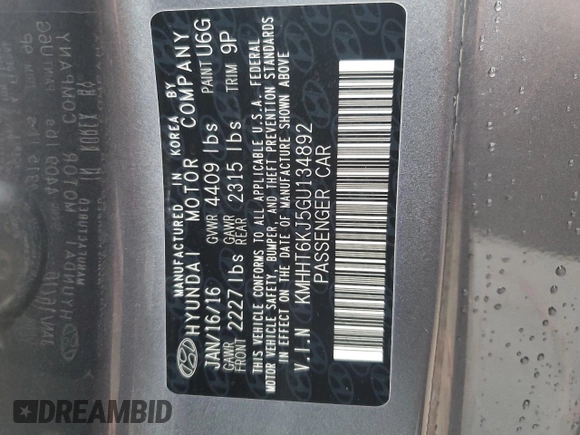 MANUFACTURED IN KOREA BY
HYUNDAI MOTOR COMPANY
JAN/16/16 GVWR 4409 lbs PAINT U6G
GAWR FRONT 2227lbs GAWR REAR 2315 lbs TRIM 9P
THIS VEHICLE CONFORMS TO ALL APPLICABLE U.S.A. FEDERAL
MOTOR VEHICLE SAFETY, BUMPER, AND THEFT PREVENTION STANDARDS
IN EFFECT ON THE DATE OF MANUFACTURE SHOWN ABOVE
V.I.N KMHHT6KJ5GU134892
PASSENGER CAR
DREAMBID